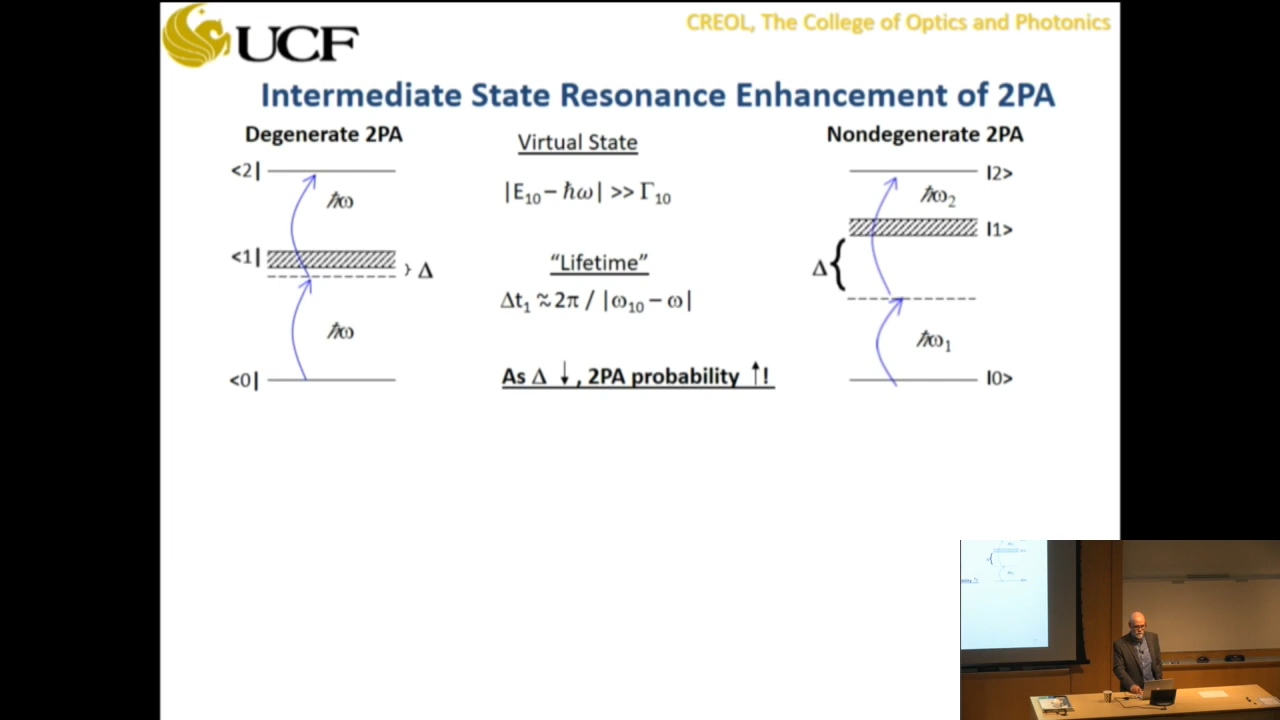 UCF
CREOL, The College of Optics and Photonics
Intermediate State Resonance Enhancement of 2PA
Degenerate 2PA
<2|
ħω
<1|
} Δ
ħω
<0|
Virtual State
|E₁₀ − ħω| >> Γ₁₀
“Lifetime”
Δt₁ ≈ 2π / |ω₁₀ − ω|
As Δ ↓, 2PA probability ↑!
Nondegenerate 2PA
|2>
ħω₂
|1>
Δ {
ħω₁
|0>